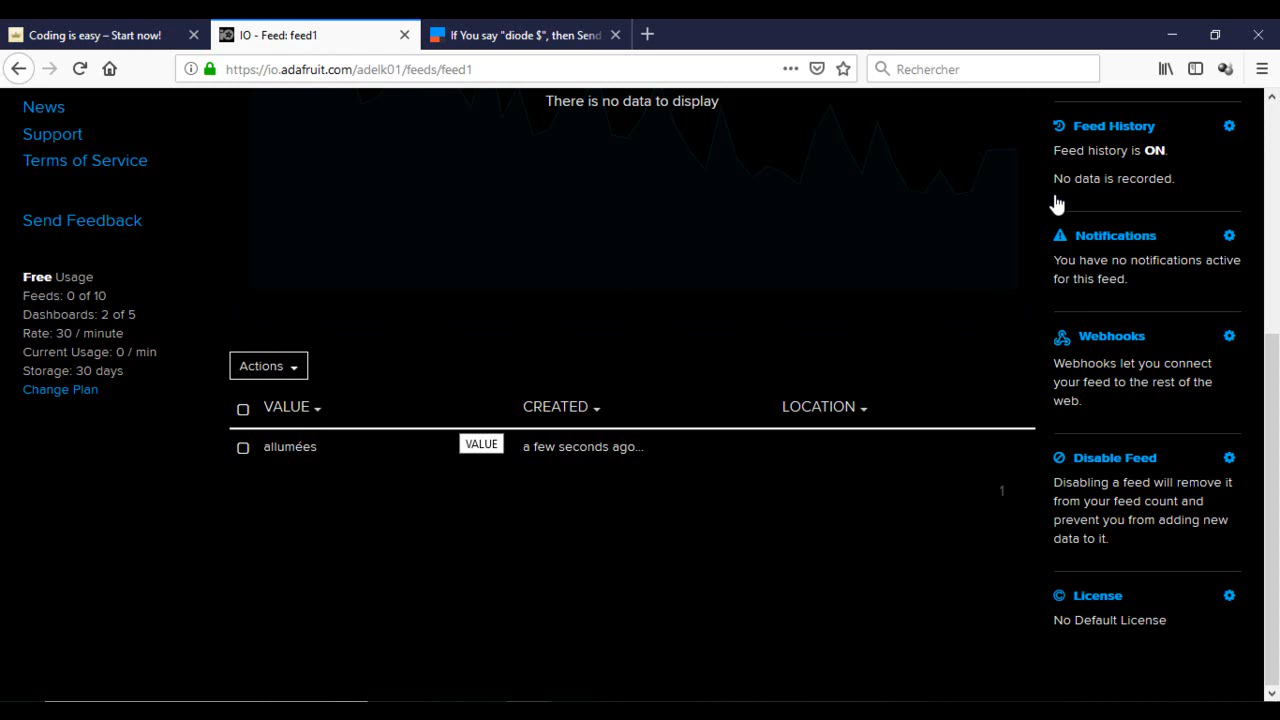 Coding is easy – Start now!
IO - Feed: feed1
If You say "diode $", then Send
https://io.adafruit.com/adelk01/feeds/feed1
Rechercher
News
Support
Terms of Service
Send Feedback
Free Usage
Feeds: 0 of 10
Dashboards: 2 of 5
Rate: 30 / minute
Current Usage: 0 / min
Storage: 30 days
Change Plan
There is no data to display
Actions
VALUE CREATED LOCATION
allumées VALUE a few seconds ago...
1
Feed History
Feed history is ON.
No data is recorded.
Notifications
You have no notifications active
for this feed.
Webhooks
Webhooks let you connect
your feed to the rest of the
web.
Disable Feed
Disabling a feed will remove it
from your feed count and
prevent you from adding new
data to it.
License
No Default License